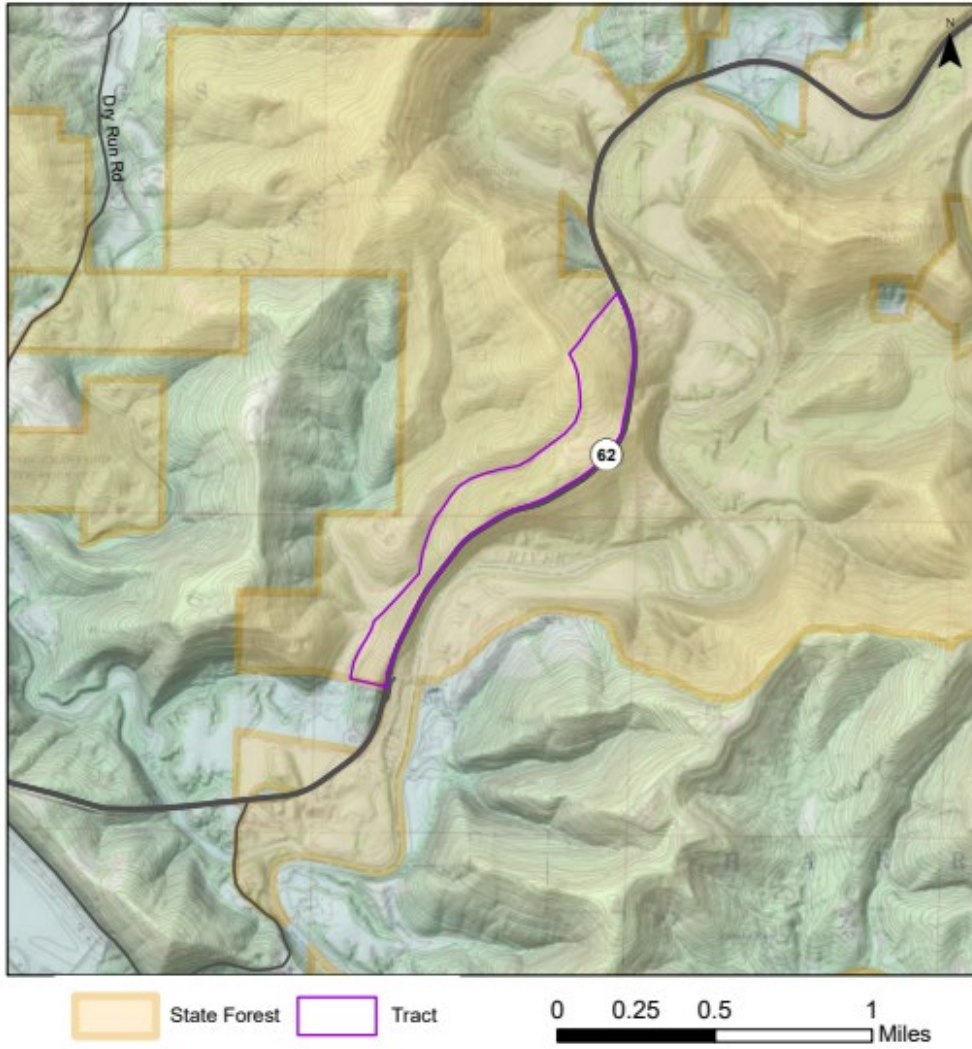 N
N G S
Dry Run Rd
H A R R I S
62
RIVER
H A R R
State Forest
Tract
0 0.25 0.5 1
Miles